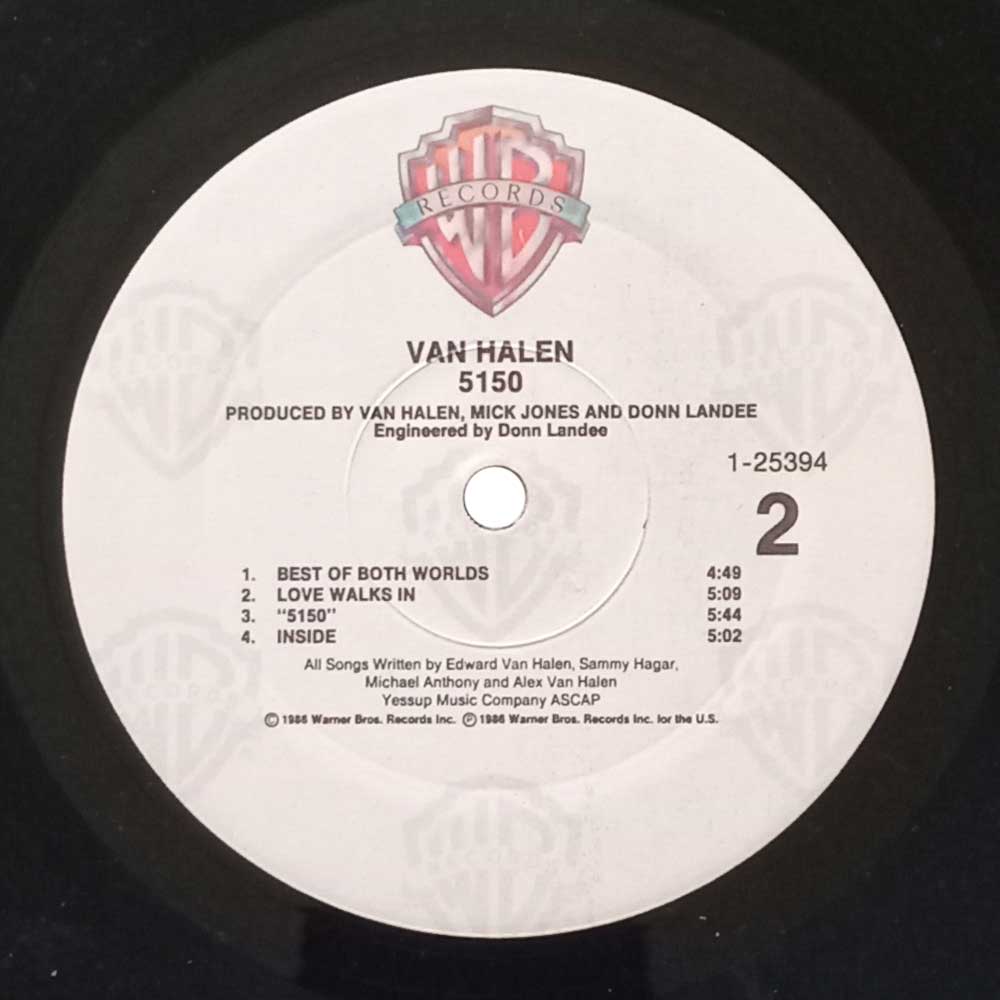 WB
RECORDS
VAN HALEN
5150
PRODUCED BY VAN HALEN, MICK JONES AND DONN LANDEE
Engineered by Donn Landee
1-25394
2
1. BEST OF BOTH WORLDS 4:49
2. LOVE WALKS IN 5:09
3. "5150" 5:44
4. INSIDE 5:02
All Songs Written by Edward Van Halen, Sammy Hagar,
Michael Anthony and Alex Van Halen
Yessup Music Company ASCAP
© 1986 Warner Bros. Records Inc. ℗ 1986 Warner Bros. Records Inc. for the U.S.